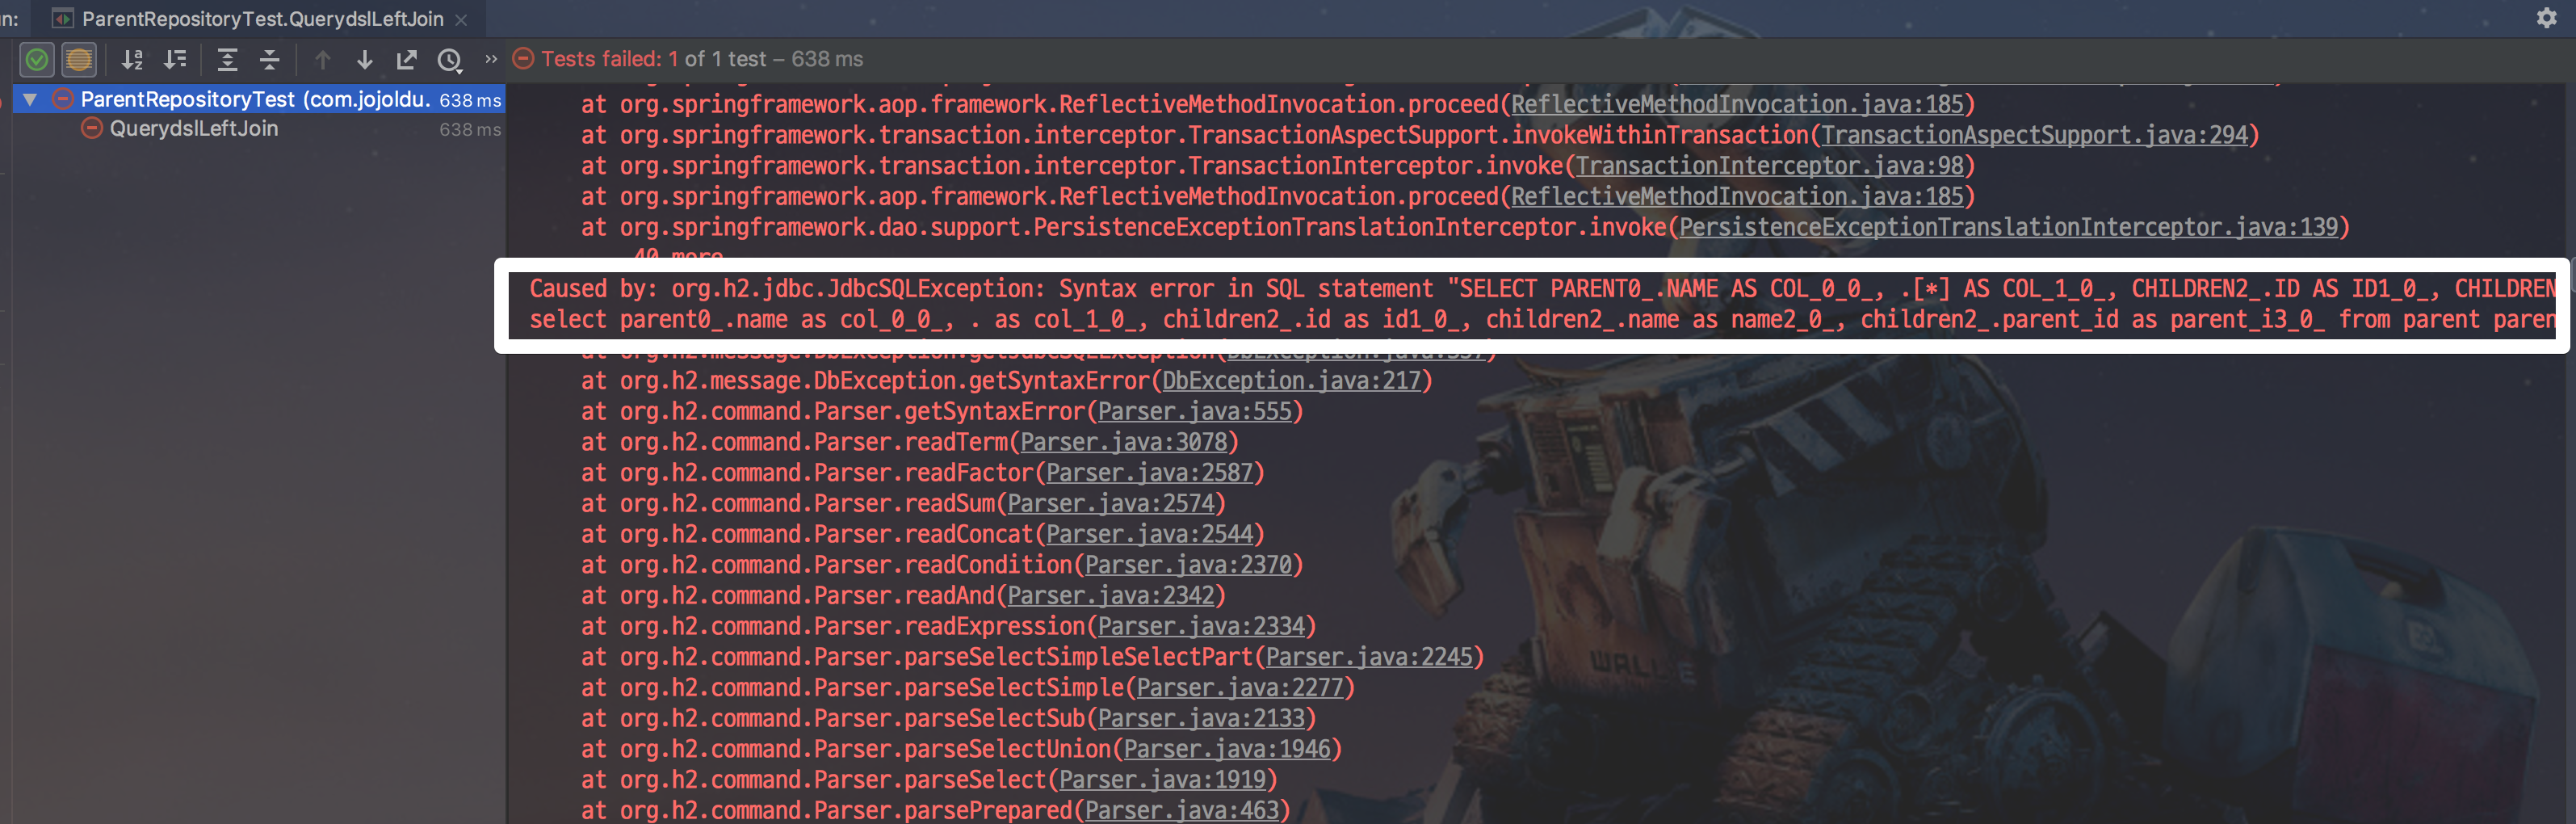 n:
ParentRepositoryTest.QuerydslLeftJoin
Tests failed: 1 of 1 test – 638 ms
ParentRepositoryTest (com.jojoldu. 638 ms
QuerydslLeftJoin 638 ms
at org.springframework.aop.framework.ReflectiveMethodInvocation.proceed(ReflectiveMethodInvocation.java:185)
at org.springframework.transaction.interceptor.TransactionAspectSupport.invokeWithinTransaction(TransactionAspectSupport.java:294)
at org.springframework.transaction.interceptor.TransactionInterceptor.invoke(TransactionInterceptor.java:98)
at org.springframework.aop.framework.ReflectiveMethodInvocation.proceed(ReflectiveMethodInvocation.java:185)
at org.springframework.dao.support.PersistenceExceptionTranslationInterceptor.invoke(PersistenceExceptionTranslationInterceptor.java:139)
40 more
Caused by: org.h2.jdbc.JdbcSQLException: Syntax error in SQL statement "SELECT PARENT0_.NAME AS COL_0_0_, .[*] AS COL_1_0_, CHILDREN2_.ID AS ID1_0_, CHILDREN
select parent0_.name as col_0_0_, . as col_1_0_, children2_.id as id1_0_, children2_.name as name2_0_, children2_.parent_id as parent_i3_0_ from parent paren
at org.h2.message.DbException.getJdbcSQLException(DbException.java:357)
at org.h2.message.DbException.getSyntaxError(DbException.java:217)
at org.h2.command.Parser.getSyntaxError(Parser.java:555)
at org.h2.command.Parser.readTerm(Parser.java:3078)
at org.h2.command.Parser.readFactor(Parser.java:2587)
at org.h2.command.Parser.readSum(Parser.java:2574)
at org.h2.command.Parser.readConcat(Parser.java:2544)
at org.h2.command.Parser.readCondition(Parser.java:2370)
at org.h2.command.Parser.readAnd(Parser.java:2342)
at org.h2.command.Parser.readExpression(Parser.java:2334)
at org.h2.command.Parser.parseSelectSimpleSelectPart(Parser.java:2245)
at org.h2.command.Parser.parseSelectSimple(Parser.java:2277)
at org.h2.command.Parser.parseSelectSub(Parser.java:2133)
at org.h2.command.Parser.parseSelectUnion(Parser.java:1946)
at org.h2.command.Parser.parseSelect(Parser.java:1919)
at org.h2.command.Parser.parsePrepared(Parser.java:463)
WALL·E